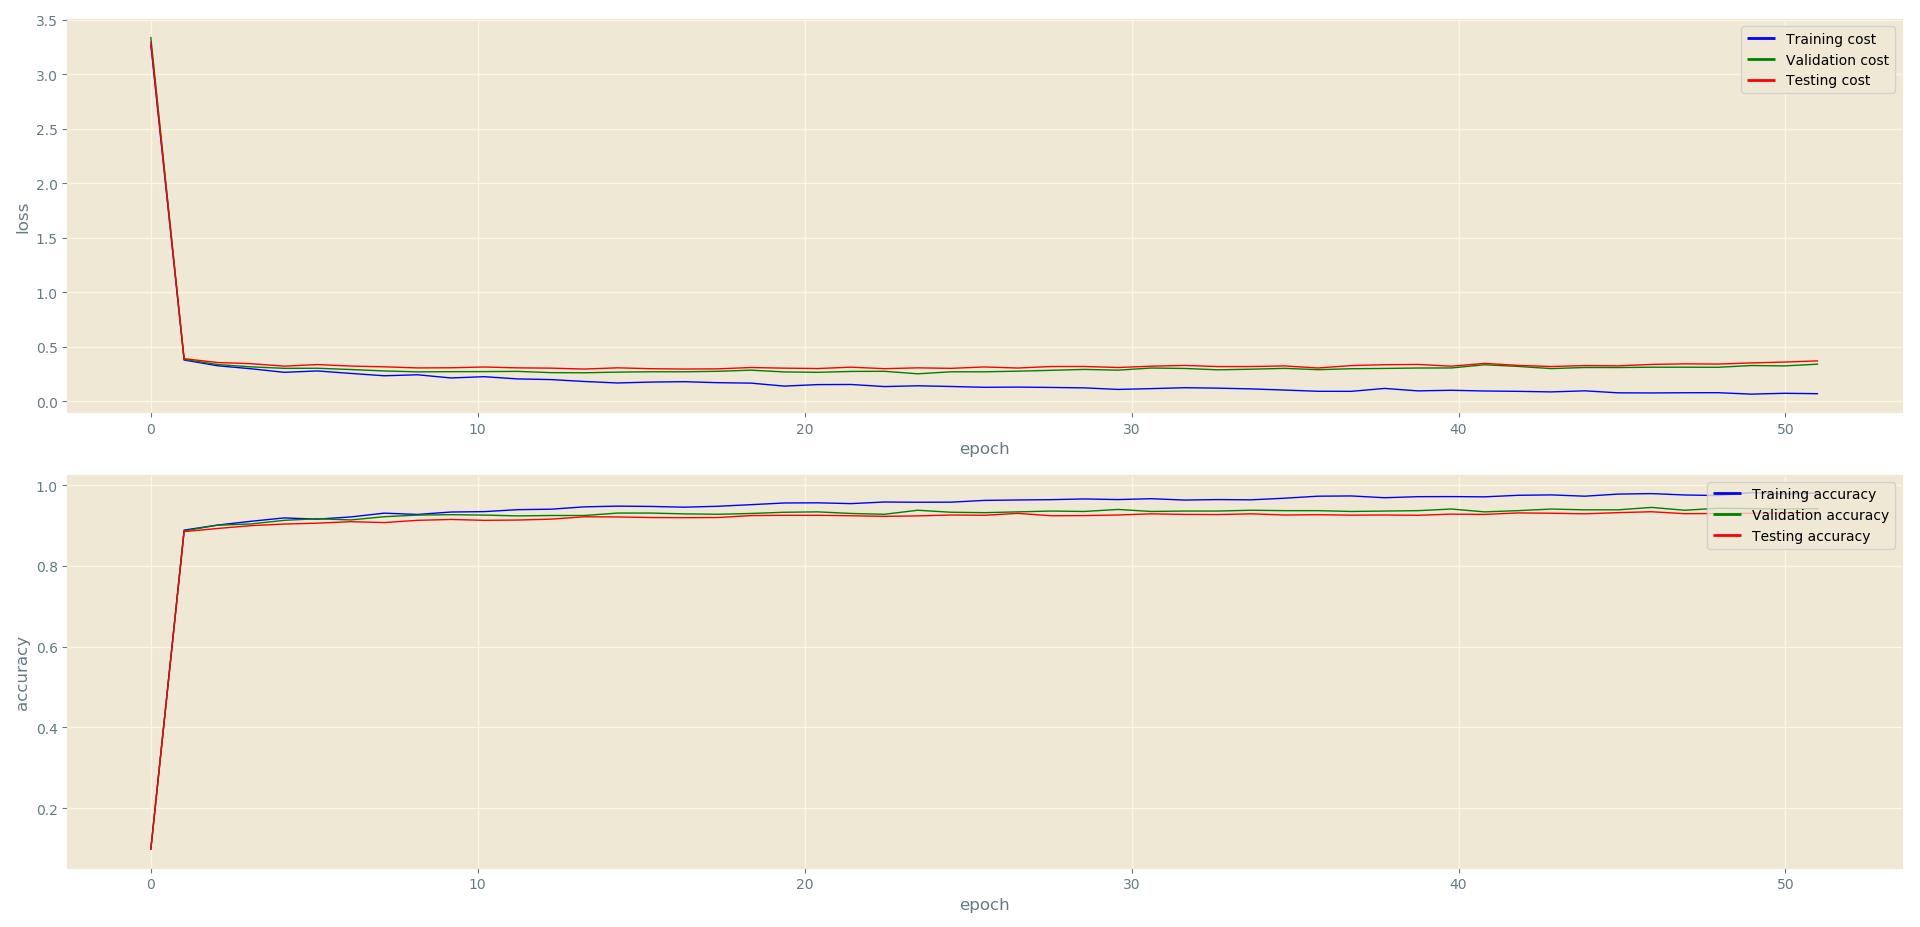 3.5
3.0
2.5
2.0
1.5
1.0
0.5
0.0
loss
Training cost
Validation cost
Testing cost
0 10 20 30 40 50
epoch
1.0
0.8
0.6
0.4
0.2
accuracy
Training accuracy
Validation accuracy
Testing accuracy
0 10 20 30 40 50
epoch